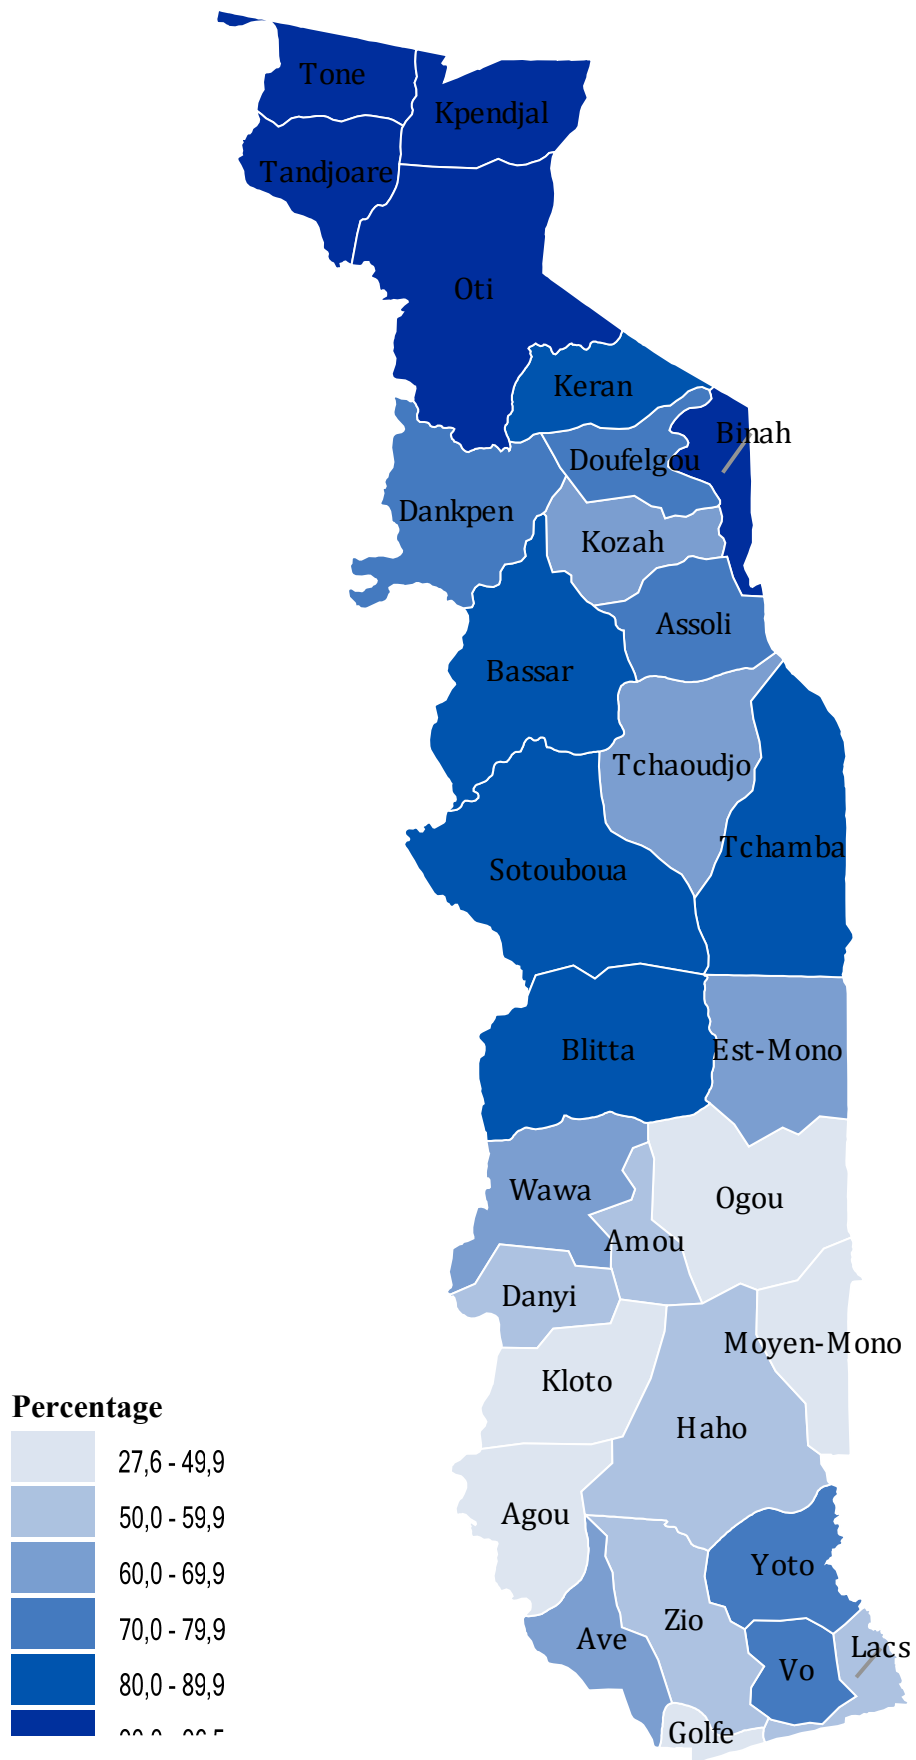 Tone
Kpendjal
Tandjoare
Oti
Keran
Binah
Doufelgou
Dankpen
Kozah
Assoli
Bassar
Tchaoudjo
Tchamba
Sotouboua
Blitta
Est-Mono
Wawa
Ogou
Amou
Danyi
Moyen-Mono
Kloto
Haho
Agou
Yoto
Zio
Ave
Lacs
Vo
Golfe
Percentage
27,6 - 49,9
50,0 - 59,9
60,0 - 69,9
70,0 - 79,9
80,0 - 89,9